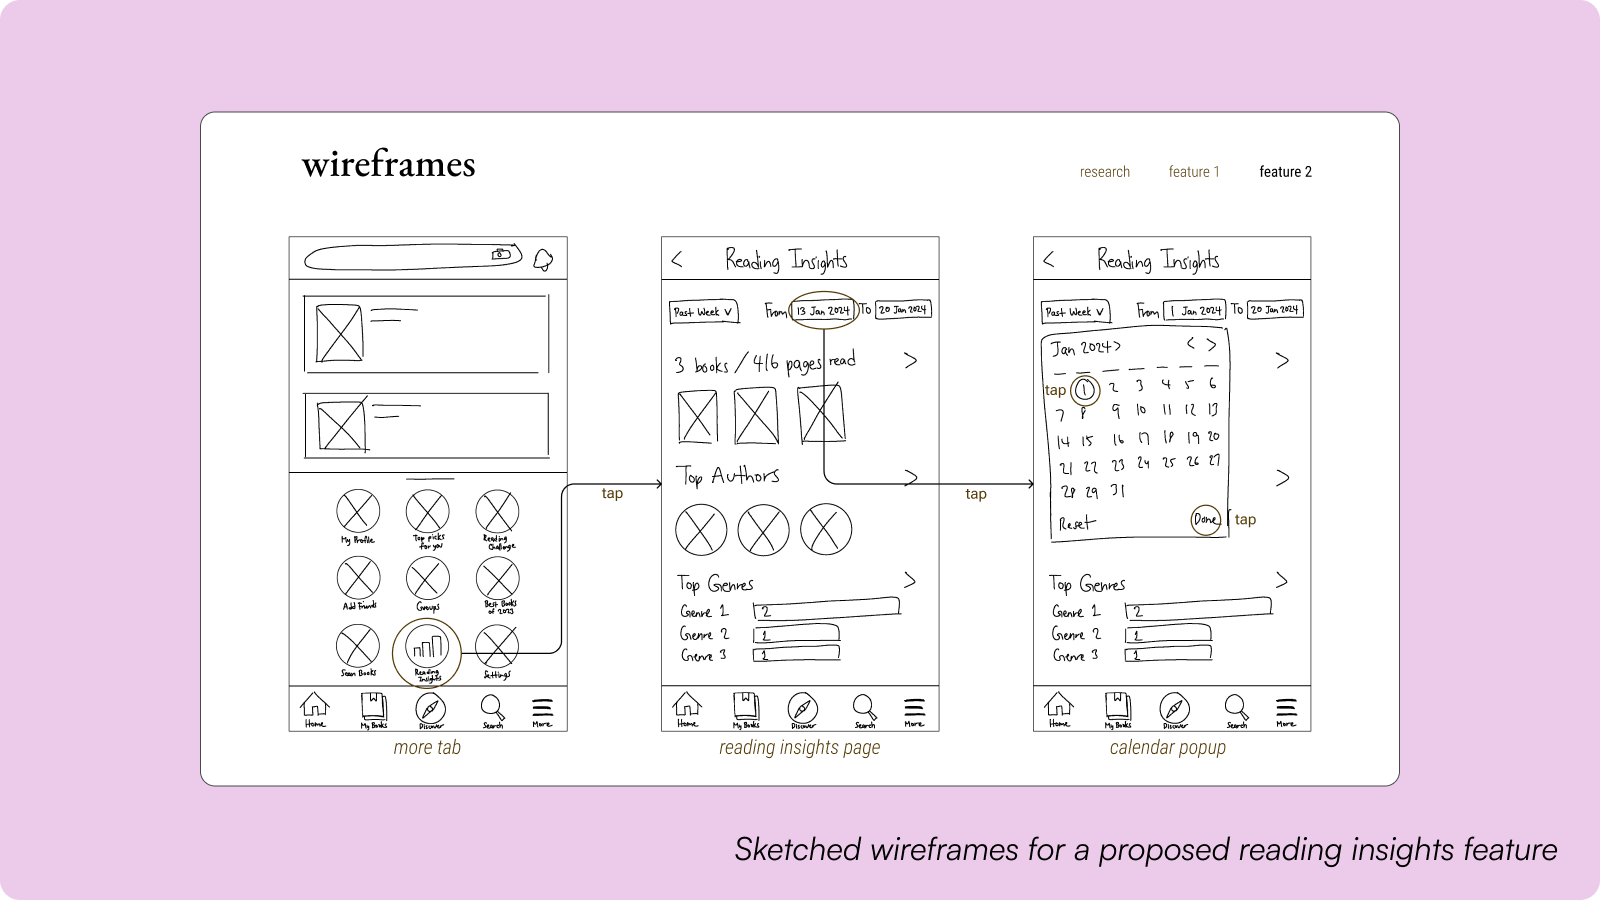 wireframes
research feature 1 feature 2
My Profile
Top picks
for you
Reading
Challenge
Add Friends
Groups
Best Books
of 2023
Scan Books
Reading
Insights
Settings
Home My Books Discover Search More
more tab
tap
< Reading Insights
Past Week V From 13 Jan 2024 To 20 Jan 2024
3 books / 416 pages read >
Top Authors >
Top Genres >
Genre 1 2
Genre 2 1
Genre 3 1
Home My Books Discover Search More
reading insights page
tap
< Reading Insights
Past Week V From 1 Jan 2024 To 20 Jan 2024
Jan 2024> < >
tap 1 2 3 4 5 6
7 8 9 10 11 12 13
14 15 16 17 18 19 20
21 22 23 24 25 26 27
28 29 31
Reset Done tap
Top Genres >
Genre 1 2
Genre 2 1
Genre 3 1
Home My Books Discover Search More
calendar popup
Sketched wireframes for a proposed reading insights feature